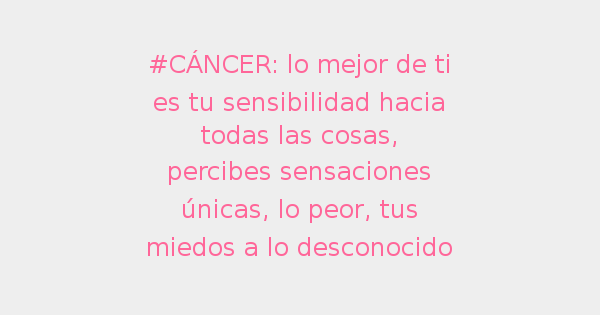 #CÁNCER: lo mejor de ti
es tu sensibilidad hacia
todas las cosas,
percibes sensaciones
únicas, lo peor, tus
miedos a lo desconocido